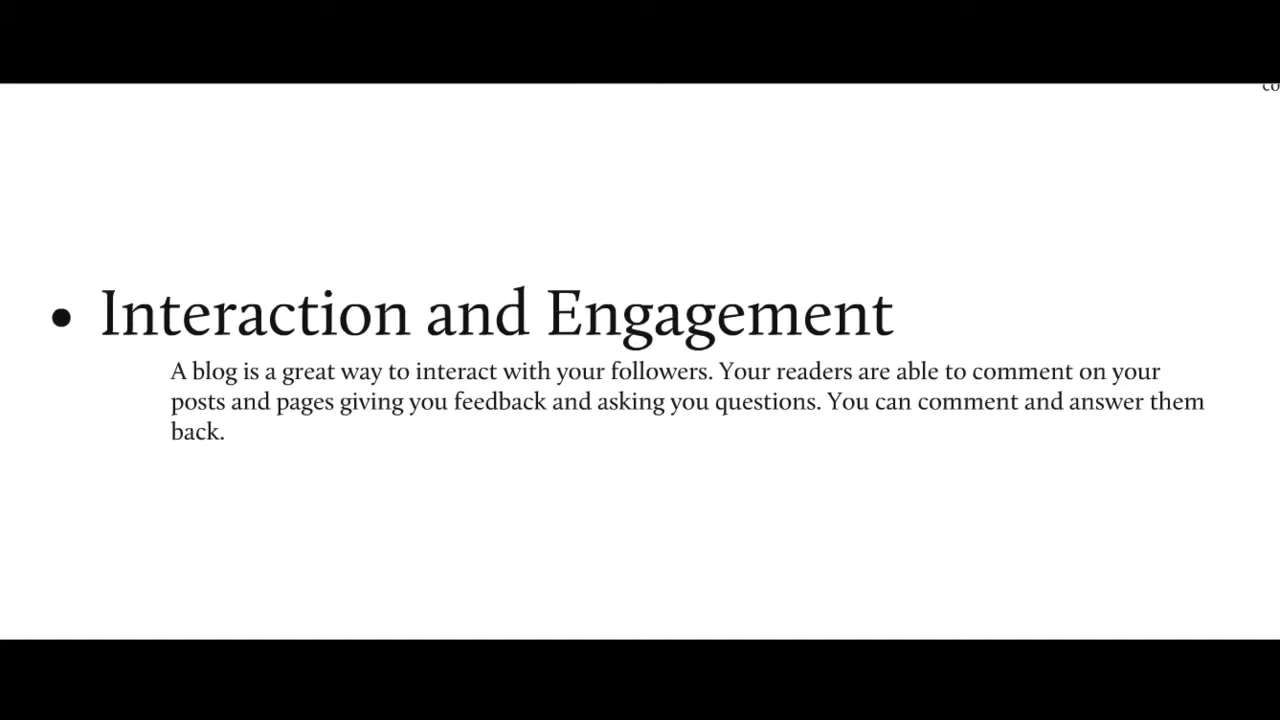 • Interaction and Engagement
A blog is a great way to interact with your followers. Your readers are able to comment on your
posts and pages giving you feedback and asking you questions. You can comment and answer them
back.